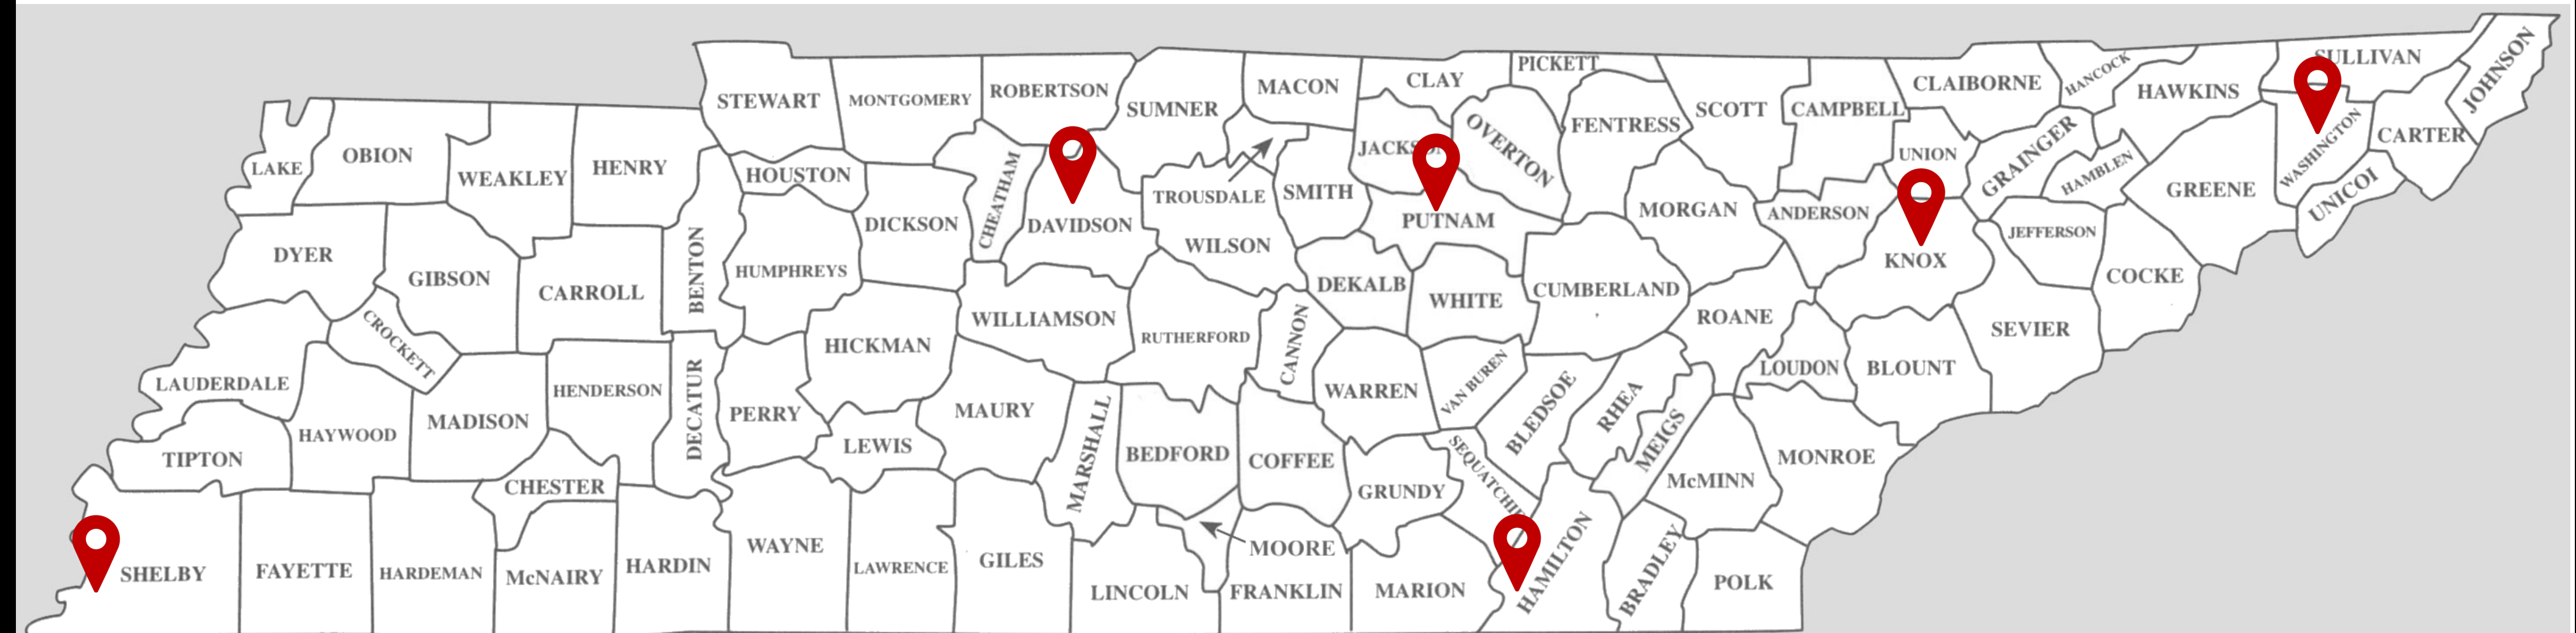 STEWART
MONTGOMERY
ROBERTSON
SUMNER
MACON
CLAY
PICKETT
SCOTT
CAMPBELL
CLAIBORNE
HANCOCK
HAWKINS
SULLIVAN
JOHNSON
LAKE
OBION
WEAKLEY
HENRY
HOUSTON
CHEATHAM
TROUSDALE
SMITH
OVERTON
FENTRESS
UNION
GRAINGER
HAMBLEN
GREENE
WASHINGTON
CARTER
UNICOI
DYER
GIBSON
CARROLL
BENTON
HUMPHREYS
DICKSON
DAVIDSON
WILSON
PUTNAM
MORGAN
ANDERSON
KNOX
JEFFERSON
COCKE
CROCKETT
HICKMAN
WILLIAMSON
RUTHERFORD
CANNON
DEKALB
WHITE
CUMBERLAND
ROANE
LOUDON
BLOUNT
SEVIER
LAUDERDALE
HAYWOOD
MADISON
HENDERSON
DECATUR
PERRY
LEWIS
MAURY
MARSHALL
BEDFORD
COFFEE
WARREN
VAN BUREN
BLEDSOE
RHEA
MEIGS
McMINN
MONROE
TIPTON
CHESTER
GRUNDY
SHELBY
FAYETTE
HARDEMAN
McNAIRY
HARDIN
WAYNE
LAWRENCE
GILES
LINCOLN
MOORE
FRANKLIN
MARION
HAMILTON
BRADLEY
POLK